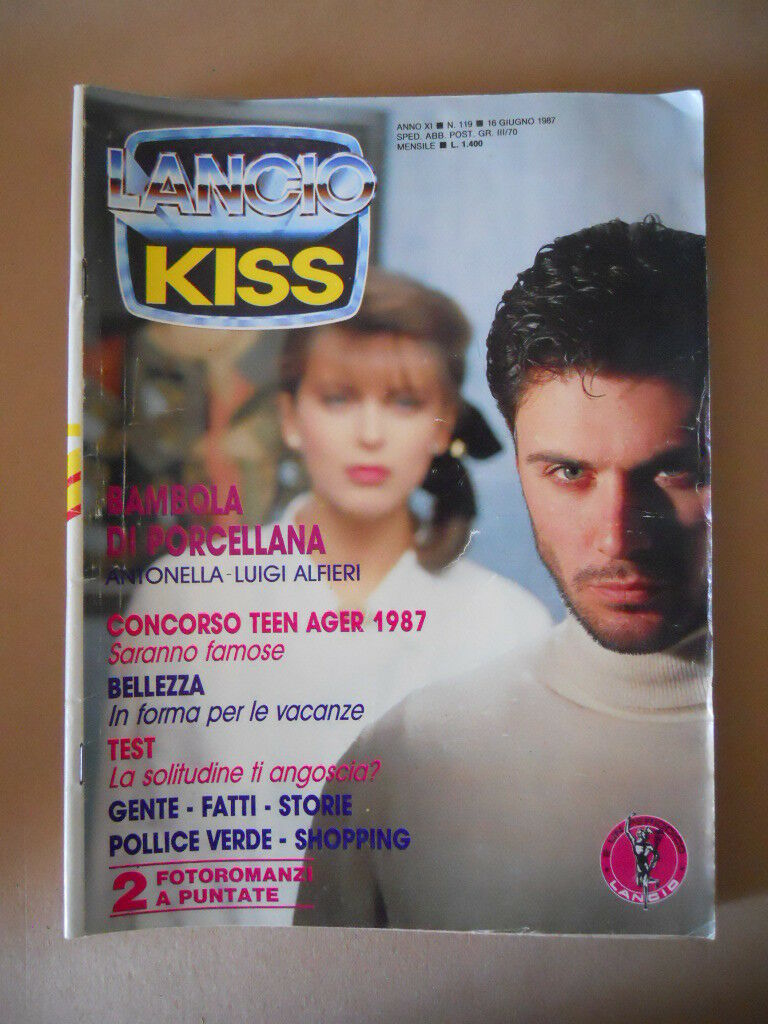 ANNO XI ■ N. 119 ■ 16 GIUGNO 1987
SPED. ABB. POST. GR. III/70
MENSILE ■ L. 1.400
LANCIO
KISS
BAMBOLA
DI PORCELLANA
ANTONELLA - LUIGI ALFIERI
CONCORSO TEEN AGER 1987
Saranno famose
BELLEZZA
In forma per le vacanze
TEST
La solitudine ti angoscia?
GENTE - FATTI - STORIE
POLLICE VERDE - SHOPPING
2 FOTOROMANZI
A PUNTATE
LANCIO